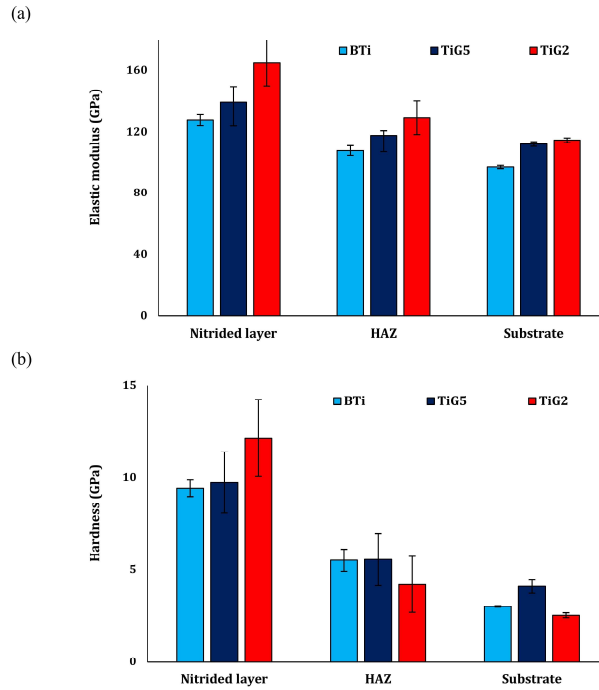 (a)
BTi TiG5 TiG2
160
120
80
40
0
Elastic modulus (GPa)
Nitrided layer HAZ Substrate
(b)
BTi TiG5 TiG2
15
10
5
0
Hardness (GPa)
Nitrided layer HAZ Substrate